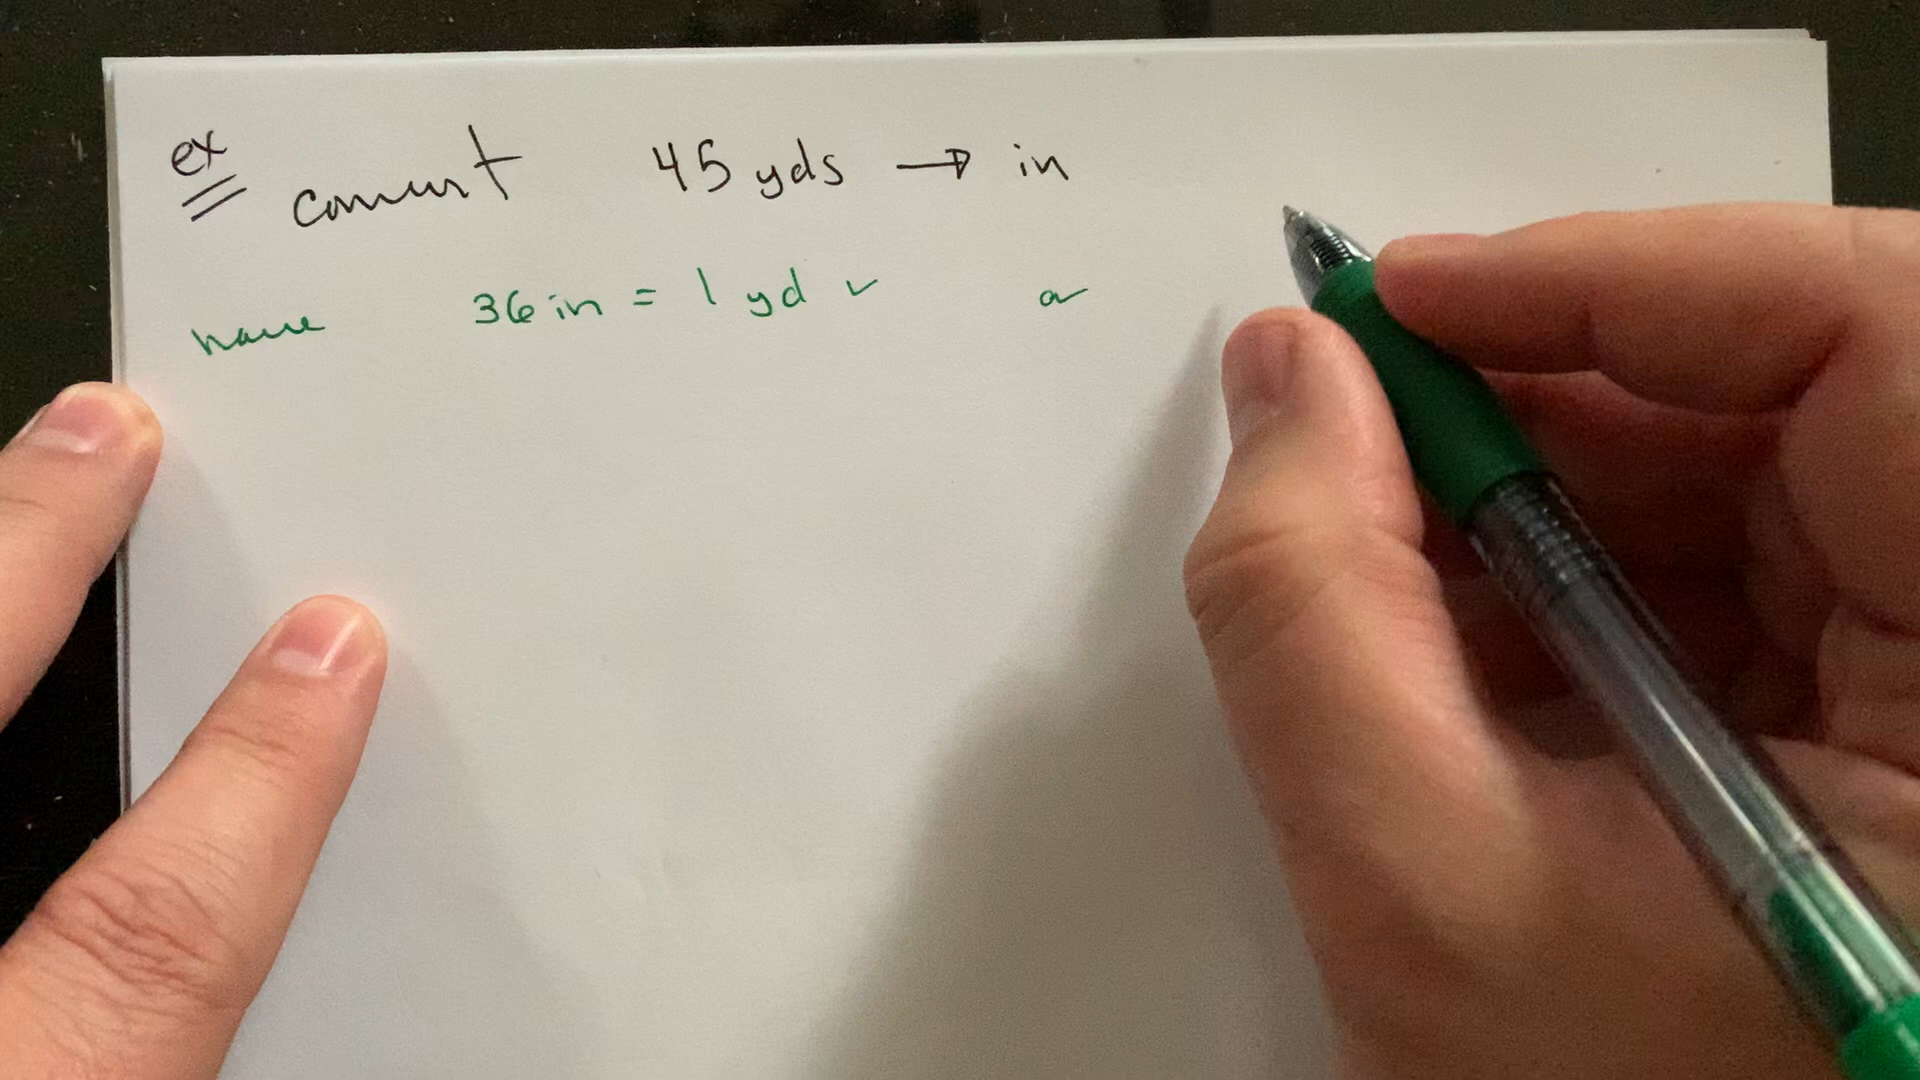 ex convert 45 yds → in
have 36 in = 1 yd ✓ or